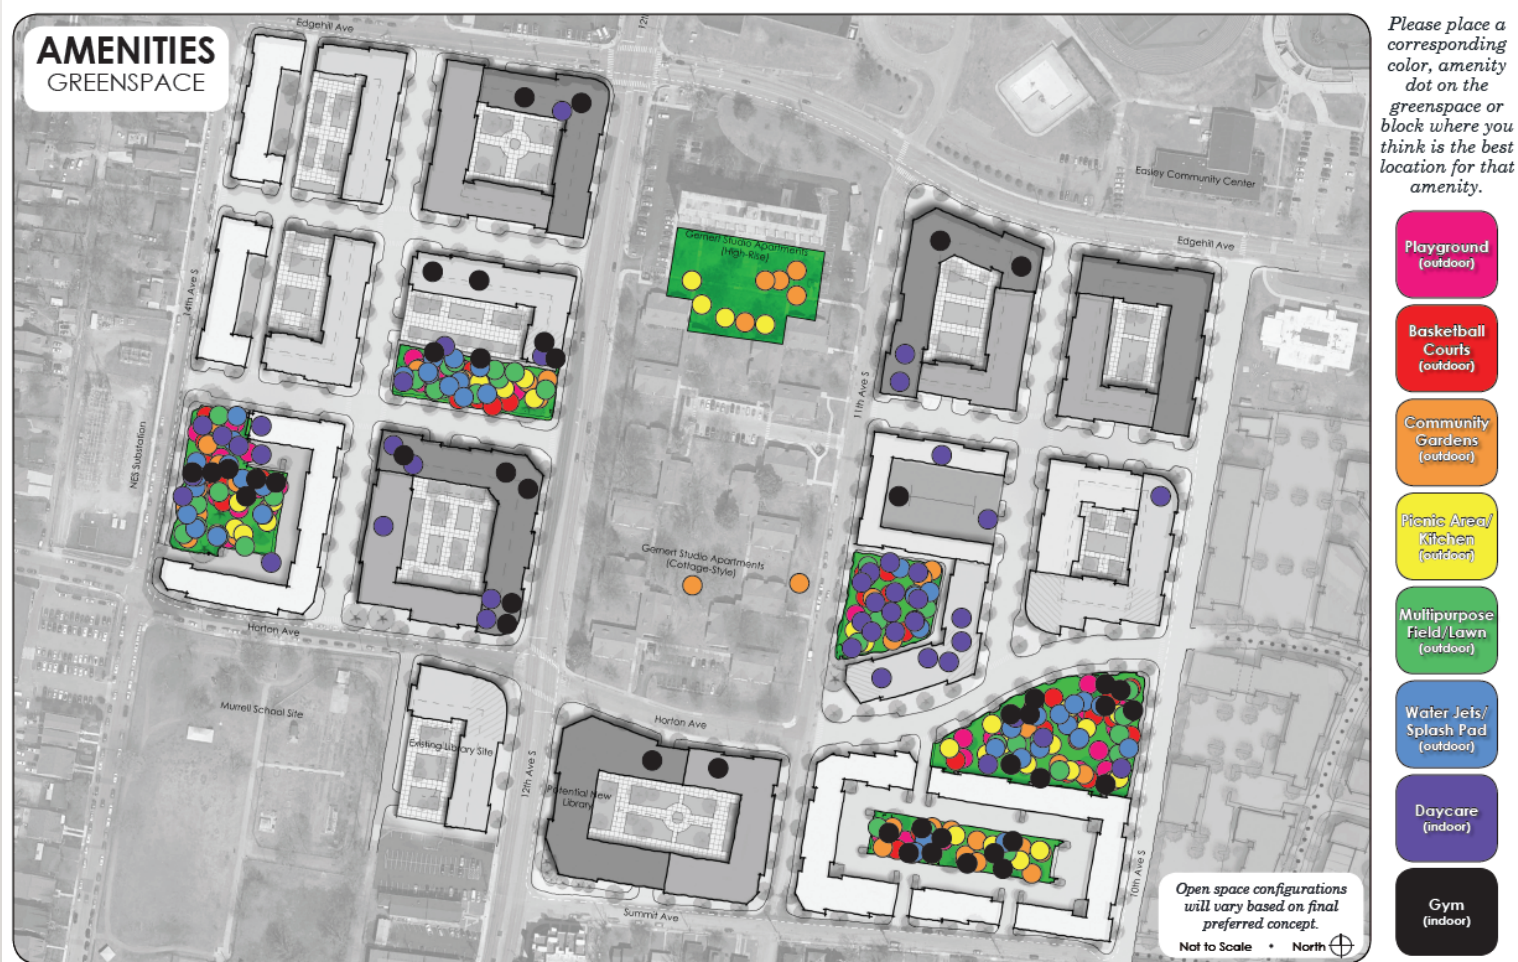 AMENITIES
GREENSPACE
Edgehill Ave
12th
Easley Community Center
Edgehill Ave
Gernert Studio Apartments
(High-Rise)
14th Ave S
11th Ave S
NES Substation
Gernert Studio Apartments
(Cottage-Style)
Horton Ave
Murrell School Site
Existing Library Site
Horton Ave
12th Ave S
Potential New
Library
Summit Ave
10th Ave S
Open space configurations
will vary based on final
preferred concept.
Not to Scale • North
Please place a
corresponding
color, amenity
dot on the
greenspace or
block where you
think is the best
location for that
amenity.
Playground
(outdoor)
Basketball
Courts
(outdoor)
Community
Gardens
(outdoor)
Picnic Area/
Kitchen
(outdoor)
Multipurpose
Field/Lawn
(outdoor)
Water Jets/
Splash Pad
(outdoor)
Daycare
(indoor)
Gym
(indoor)